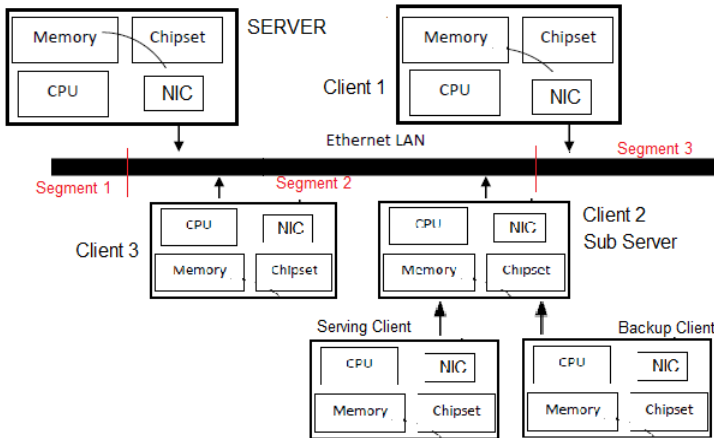 SERVER
Memory
Chipset
CPU
NIC
Client 1
Memory
Chipset
CPU
NIC
Ethernet LAN
Segment 1
Segment 2
Segment 3
Client 3
CPU
NIC
Memory
Chipset
Client 2
Sub Server
CPU
NIC
Memory
Chipset
Serving Client
CPU
NIC
Memory
Chipset
Backup Client
CPU
NIC
Memory
Chipset